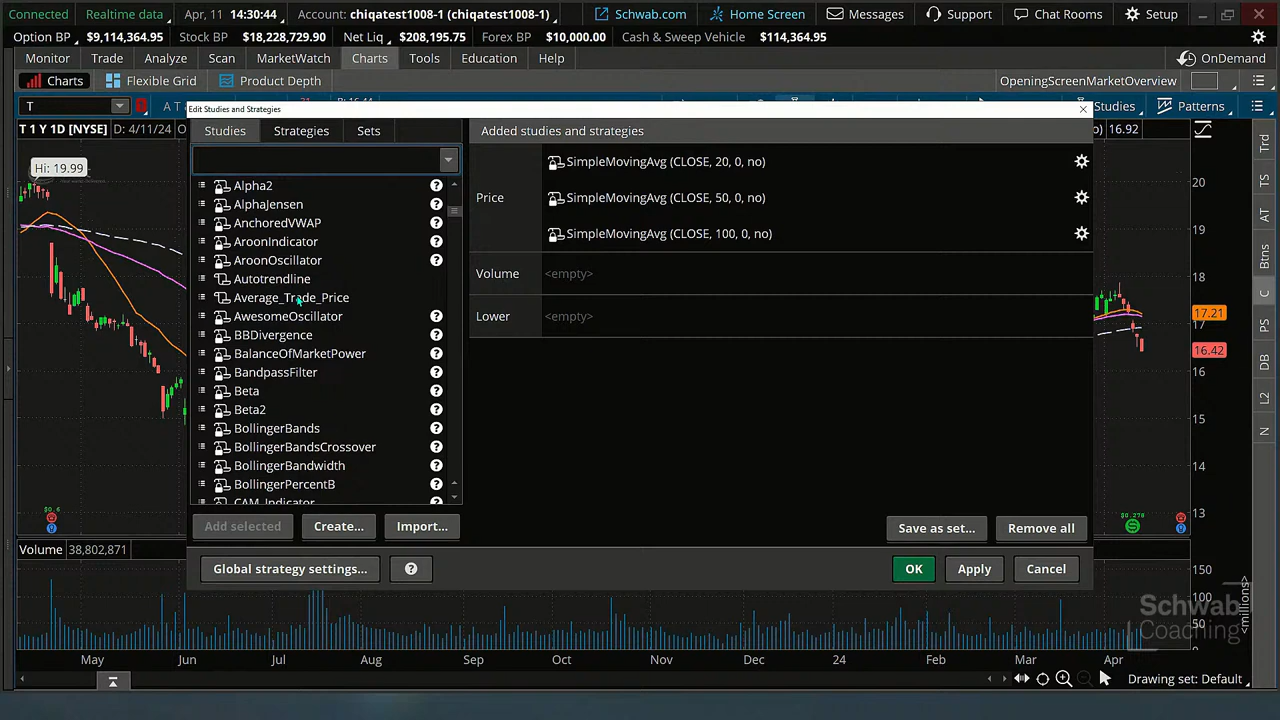 Connected Realtime data Apr, 11 14:30:44 Account: chiqatest1008-1 (chiqatest1008-1) Schwab.com Home Screen Messages Support Chat Rooms Setup
Option BP $9,114,364.95 Stock BP $18,228,729.90 Net Liq $208,195.75 Forex BP $10,000.00 Cash & Sweep Vehicle $114,364.95
Monitor Trade Analyze Scan MarketWatch Charts Tools Education Help OnDemand
Charts Flexible Grid Product Depth OpeningScreenMarketOverview
T Studies Patterns
Edit Studies and Strategies
T 1 Y 1D [NYSE] D: 4/11/24 16.92
Hi: 19.99
Studies Strategies Sets
Alpha2
AlphaJensen
AnchoredVWAP
AroonIndicator
AroonOscillator
Autotrendline
Average_Trade_Price
AwesomeOscillator
BBDivergence
BalanceOfMarketPower
BandpassFilter
Beta
Beta2
BollingerBands
BollingerBandsCrossover
BollingerBandwidth
BollingerPercentB
CAM_Indicator
Add selected Create... Import...
Added studies and strategies
Price
SimpleMovingAvg (CLOSE, 20, 0, no)
SimpleMovingAvg (CLOSE, 50, 0, no)
SimpleMovingAvg (CLOSE, 100, 0, no)
Volume <empty>
Lower <empty>
Save as set... Remove all
Global strategy settings... ? OK Apply Cancel
20
19
18
17.21
17
16.42
16
15
14
13
$0.278
Volume 38,802,871
150
100
50
<millions>
Schwab
Coaching
May Jun Jul Aug Sep Oct Nov Dec 24 Feb Mar Apr
Drawing set: Default
Trd
TS
AT
Btns
C
PS
DB
L2
N